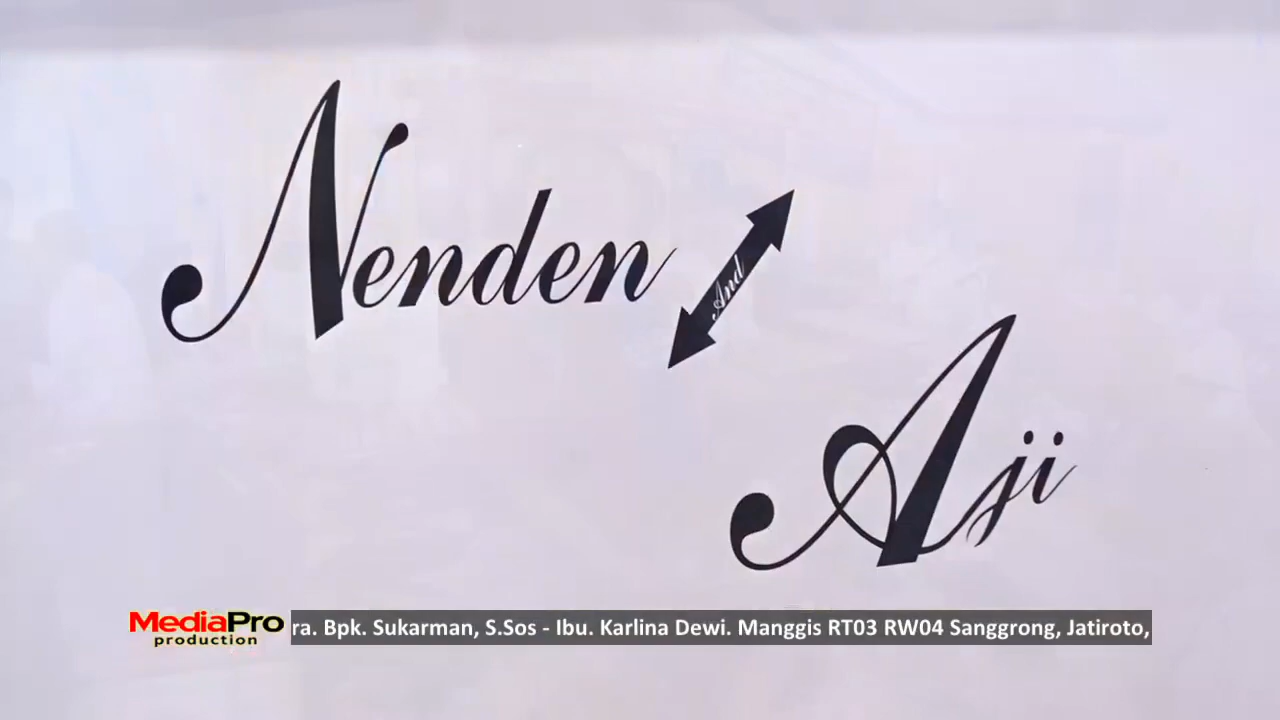 Nenden
And
Aji
MediaPro
production
ra. Bpk. Sukarman, S.Sos - Ibu. Karlina Dewi. Manggis RT03 RW04 Sanggrong, Jatiroto,